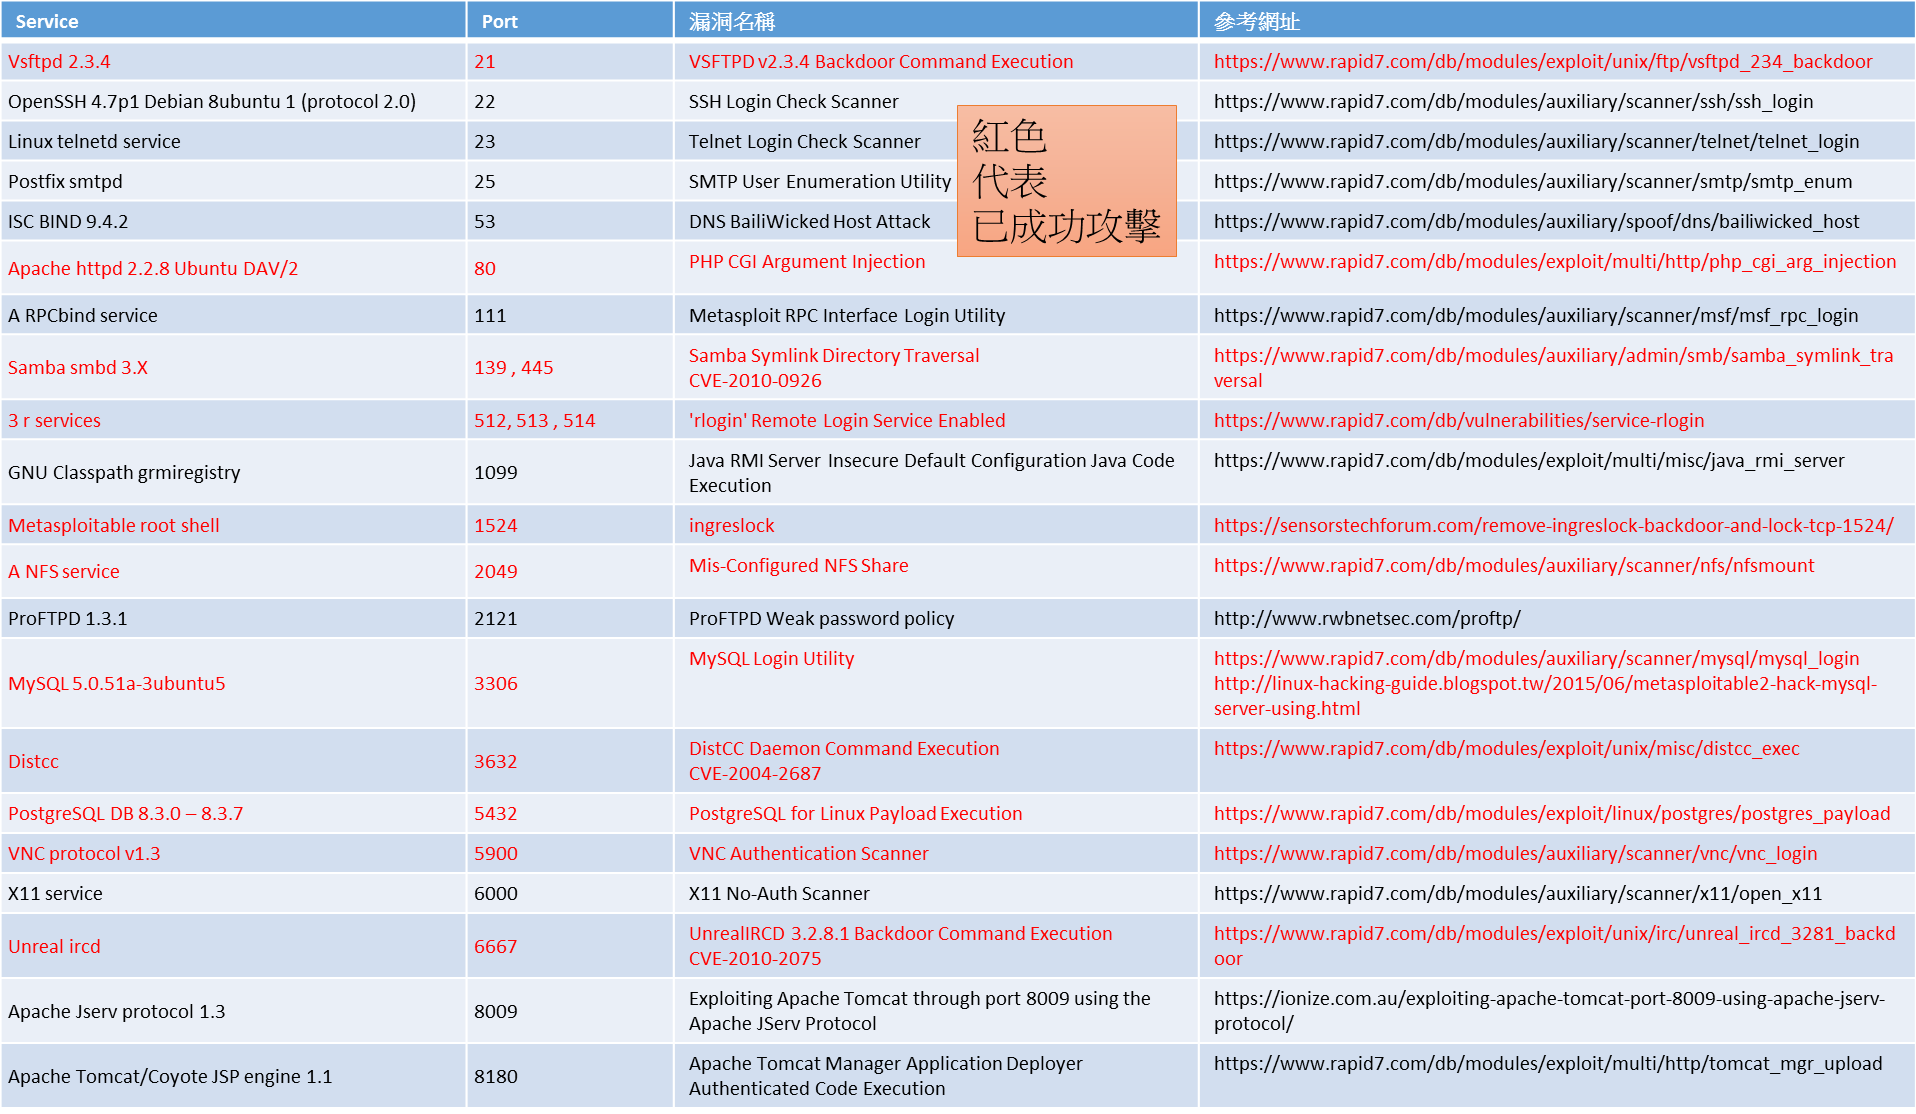 Service Port 漏洞名稱 參考網址
Vsftpd 2.3.4 21 VSFTPD v2.3.4 Backdoor Command Execution https://www.rapid7.com/db/modules/exploit/unix/ftp/vsftpd_234_backdoor
OpenSSH 4.7p1 Debian 8ubuntu 1 (protocol 2.0) 22 SSH Login Check Scanner https://www.rapid7.com/db/modules/auxiliary/scanner/ssh/ssh_login
Linux telnetd service 23 Telnet Login Check Scanner https://www.rapid7.com/db/modules/auxiliary/scanner/telnet/telnet_login
Postfix smtpd 25 SMTP User Enumeration Utility https://www.rapid7.com/db/modules/auxiliary/scanner/smtp/smtp_enum
ISC BIND 9.4.2 53 DNS BailiWicked Host Attack https://www.rapid7.com/db/modules/auxiliary/spoof/dns/bailiwicked_host
紅色
代表
已成功攻擊
Apache httpd 2.2.8 Ubuntu DAV/2 80 PHP CGI Argument Injection https://www.rapid7.com/db/modules/exploit/multi/http/php_cgi_arg_injection
A RPCbind service 111 Metasploit RPC Interface Login Utility https://www.rapid7.com/db/modules/auxiliary/scanner/msf/msf_rpc_login
Samba smbd 3.X 139 , 445 Samba Symlink Directory Traversal https://www.rapid7.com/db/modules/auxiliary/admin/smb/samba_symlink_tra
CVE-2010-0926 versal
3 r services 512, 513 , 514 'rlogin' Remote Login Service Enabled https://www.rapid7.com/db/vulnerabilities/service-rlogin
GNU Classpath grmiregistry 1099 Java RMI Server Insecure Default Configuration Java Code https://www.rapid7.com/db/modules/exploit/multi/misc/java_rmi_server
Execution
Metasploitable root shell 1524 ingreslock https://sensorstechforum.com/remove-ingreslock-backdoor-and-lock-tcp-1524/
A NFS service 2049 Mis-Configured NFS Share https://www.rapid7.com/db/modules/auxiliary/scanner/nfs/nfsmount
ProFTPD 1.3.1 2121 ProFTPD Weak password policy http://www.rwbnetsec.com/proftp/
MySQL 5.0.51a-3ubuntu5 3306 MySQL Login Utility https://www.rapid7.com/db/modules/auxiliary/scanner/mysql/mysql_login
http://linux-hacking-guide.blogspot.tw/2015/06/metasploitable2-hack-mysql-
server-using.html
Distcc 3632 DistCC Daemon Command Execution https://www.rapid7.com/db/modules/exploit/unix/misc/distcc_exec
CVE-2004-2687
PostgreSQL DB 8.3.0 – 8.3.7 5432 PostgreSQL for Linux Payload Execution https://www.rapid7.com/db/modules/exploit/linux/postgres/postgres_payload
VNC protocol v1.3 5900 VNC Authentication Scanner https://www.rapid7.com/db/modules/auxiliary/scanner/vnc/vnc_login
X11 service 6000 X11 No-Auth Scanner https://www.rapid7.com/db/modules/auxiliary/scanner/x11/open_x11
Unreal ircd 6667 UnrealIRCD 3.2.8.1 Backdoor Command Execution https://www.rapid7.com/db/modules/exploit/unix/irc/unreal_ircd_3281_backd
CVE-2010-2075 oor
Apache Jserv protocol 1.3 8009 Exploiting Apache Tomcat through port 8009 using the https://ionize.com.au/exploiting-apache-tomcat-port-8009-using-apache-jserv-
Apache JServ Protocol protocol/
Apache Tomcat/Coyote JSP engine 1.1 8180 Apache Tomcat Manager Application Deployer https://www.rapid7.com/db/modules/exploit/multi/http/tomcat_mgr_upload
Authenticated Code Execution